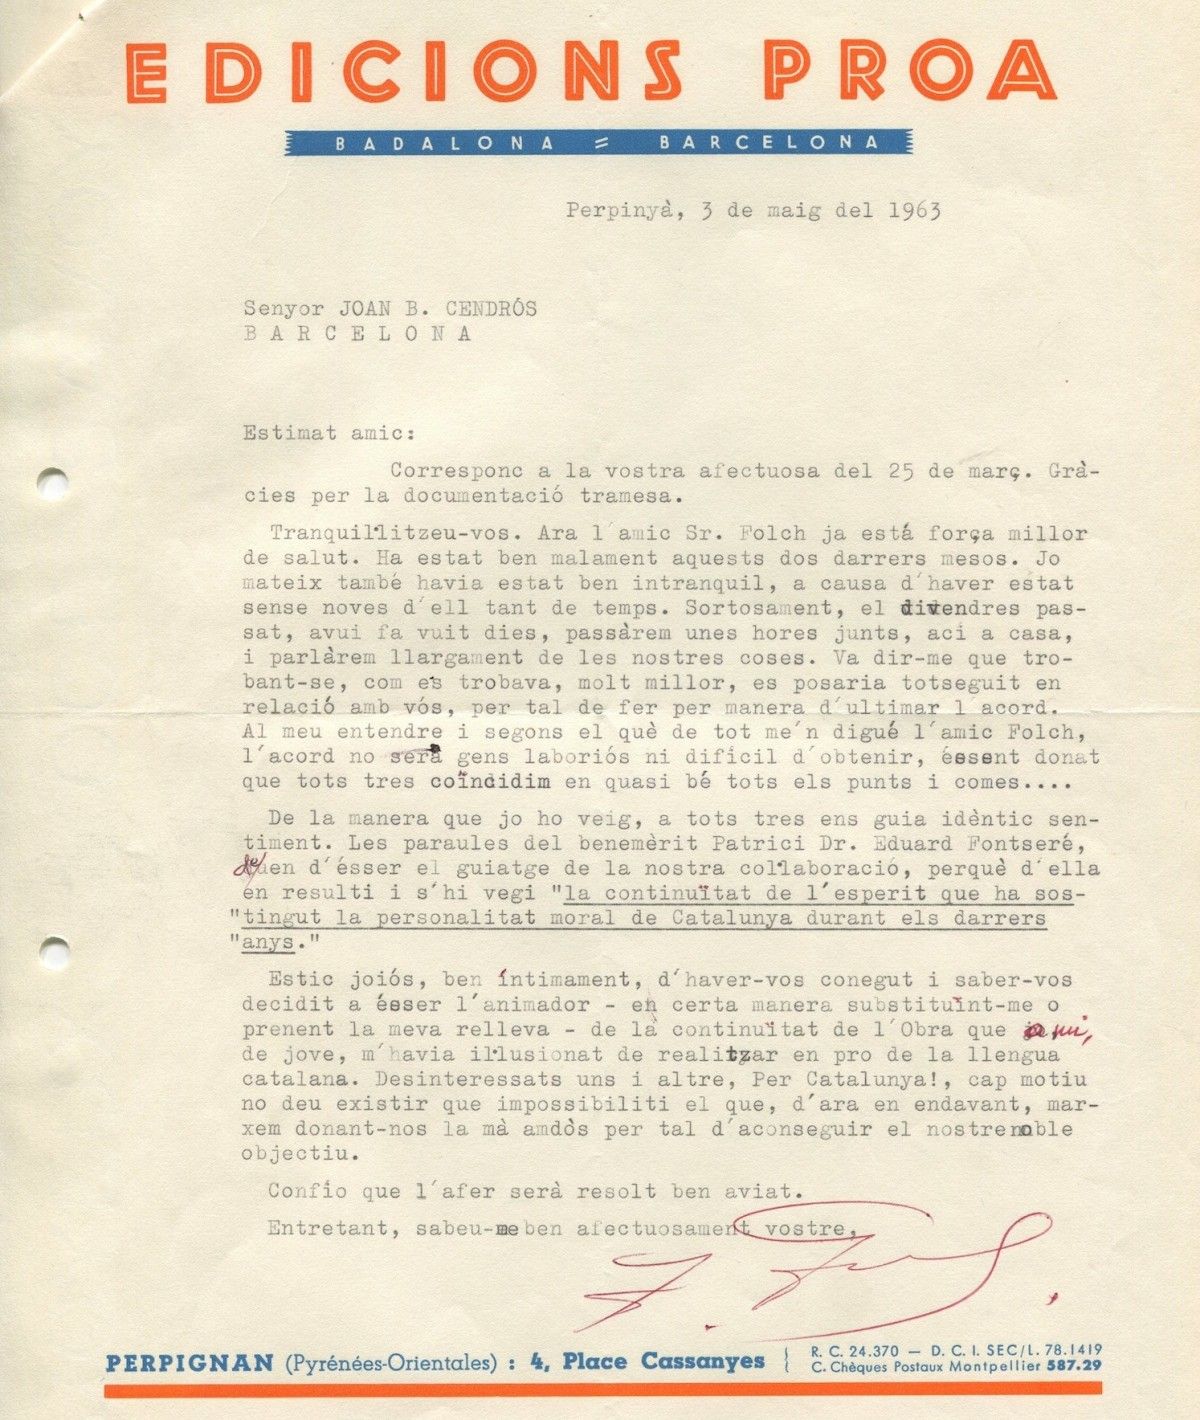 EDICIONS PROA
BADALONA = BARCELONA
Perpinyà, 3 de maig del 1963
Senyor JOAN B. CENDRÓS
BARCELONA
Estimat amic:
Corresponc a la vostra afectuosa del 25 de març. Grà-
cies per la documentació tramesa.
Tranquil·litzeu-vos. Ara l'amic Sr. Folch ja está força millor
de salut. Ha estat ben malament aquests dos darrers mesos. Jo
mateix també havia estat ben intranquil, a causa d'haver estat
sense noves d'ell tant de temps. Sortosament, el divendres pas-
sat, avui fa vuit dies, passàrem unes hores junts, aci a casa,
i parlàrem llargament de les nostres coses. Va dir-me que tro-
bant-se, com es trobava, molt millor, es posaria totseguit en
relació amb vós, per tal de fer per manera d'ultimar l'acord.
Al meu entendre i segons el què de tot me'n digué l'amic Folch,
l'acord no serà gens laboriós ni difícil d'obtenir, éssent donat
que tots tres coïncidim en quasi bé tots els punts i comes....
De la manera que jo ho veig, a tots tres ens guia idèntic sen-
timent. Les paraules del benemèrit Patrici Dr. Eduard Fontseré,
deuen d'ésser el guiatge de la nostra col·laboració, perquè d'ella
en resulti i s'hi vegi "la continuïtat de l'esperit que ha sos-
"tingut la personalitat moral de Catalunya durant els darrers
"anys."
Estic joiós, ben íntimament, d'haver-vos conegut i saber-vos
decidit a ésser l'animador - en certa manera substituïnt-me o
prenent la meva relleva - de la continuïtat de l'Obra que a mi,
de jove, m'havia il·lusionat de realitzar en pro de la llengua
catalana. Desinteressats uns i altre, Per Catalunya!, cap motiu
no deu existir que impossibiliti el que, d'ara en endavant, mar-
xem donant-nos la mà amdòs per tal d'aconseguir el nostre noble
objectiu.
Confío que l'afer serà resolt ben aviat.
Entretant, sabeu-me ben afectuosament vostre,
PERPIGNAN (Pyrénées-Orientales) : 4, Place Cassanyes
R. C. 24.370 — D. C. I. SEC/L. 78.1419
C. Chèques Postaux Montpellier 587.29